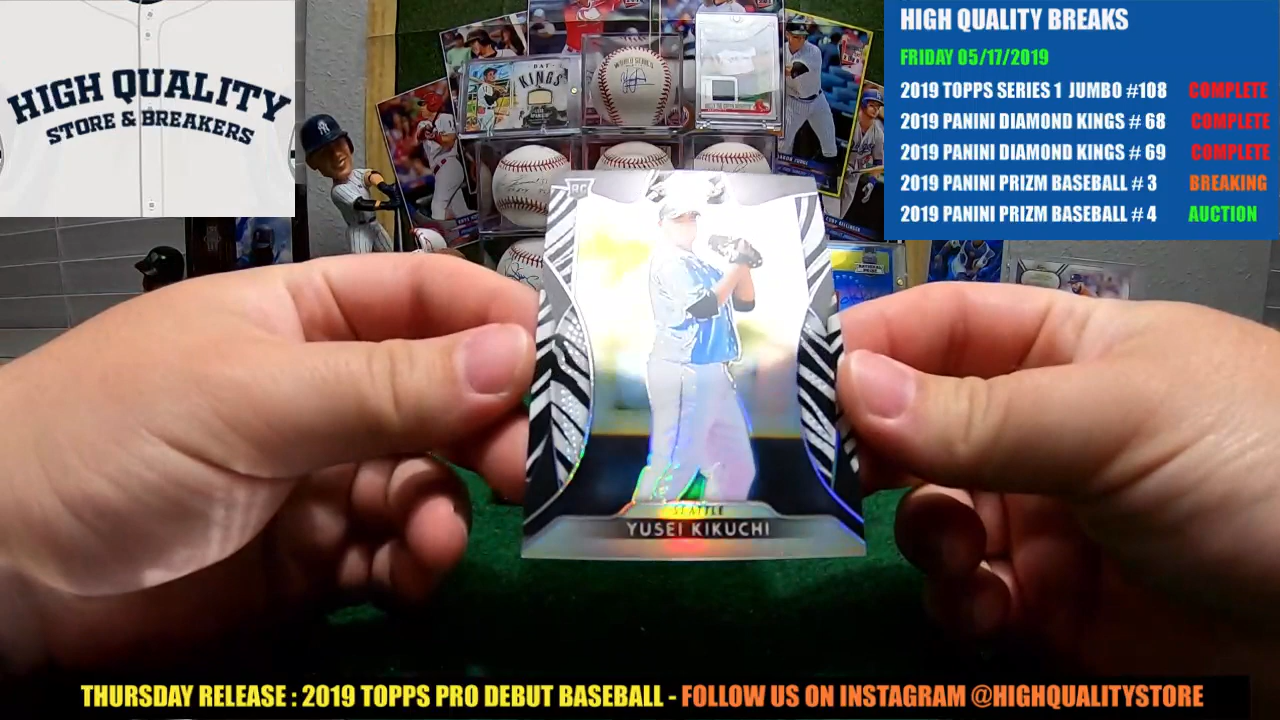 HIGH QUALITY
STORE & BREAKERS
HIGH QUALITY BREAKS
FRIDAY 05/17/2019
2019 TOPPS SERIES 1 JUMBO #108 COMPLETE
2019 PANINI DIAMOND KINGS # 68 COMPLETE
2019 PANINI DIAMOND KINGS # 69 COMPLETE
2019 PANINI PRIZM BASEBALL # 3 BREAKING
2019 PANINI PRIZM BASEBALL # 4 AUCTION
KINGS
WORLD SERIES
RC
SEATTLE
YUSEI KIKUCHI
THURSDAY RELEASE : 2019 TOPPS PRO DEBUT BASEBALL - FOLLOW US ON INSTAGRAM @HIGHQUALITYSTORE